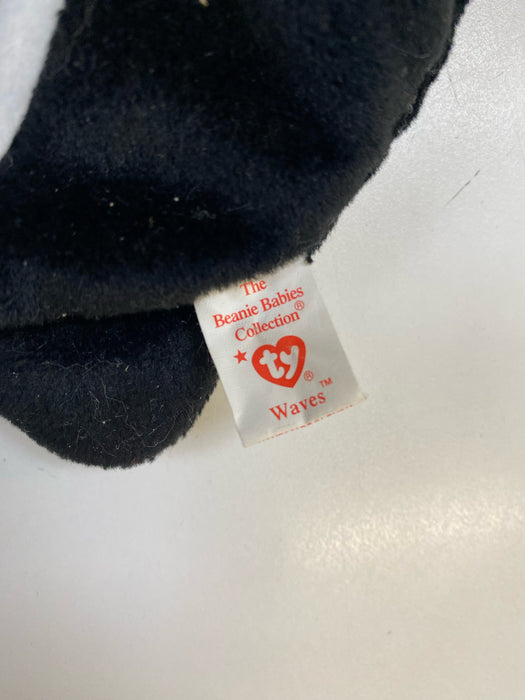 The
Beanie Babies
Collection®
★ ty ®
Waves ™